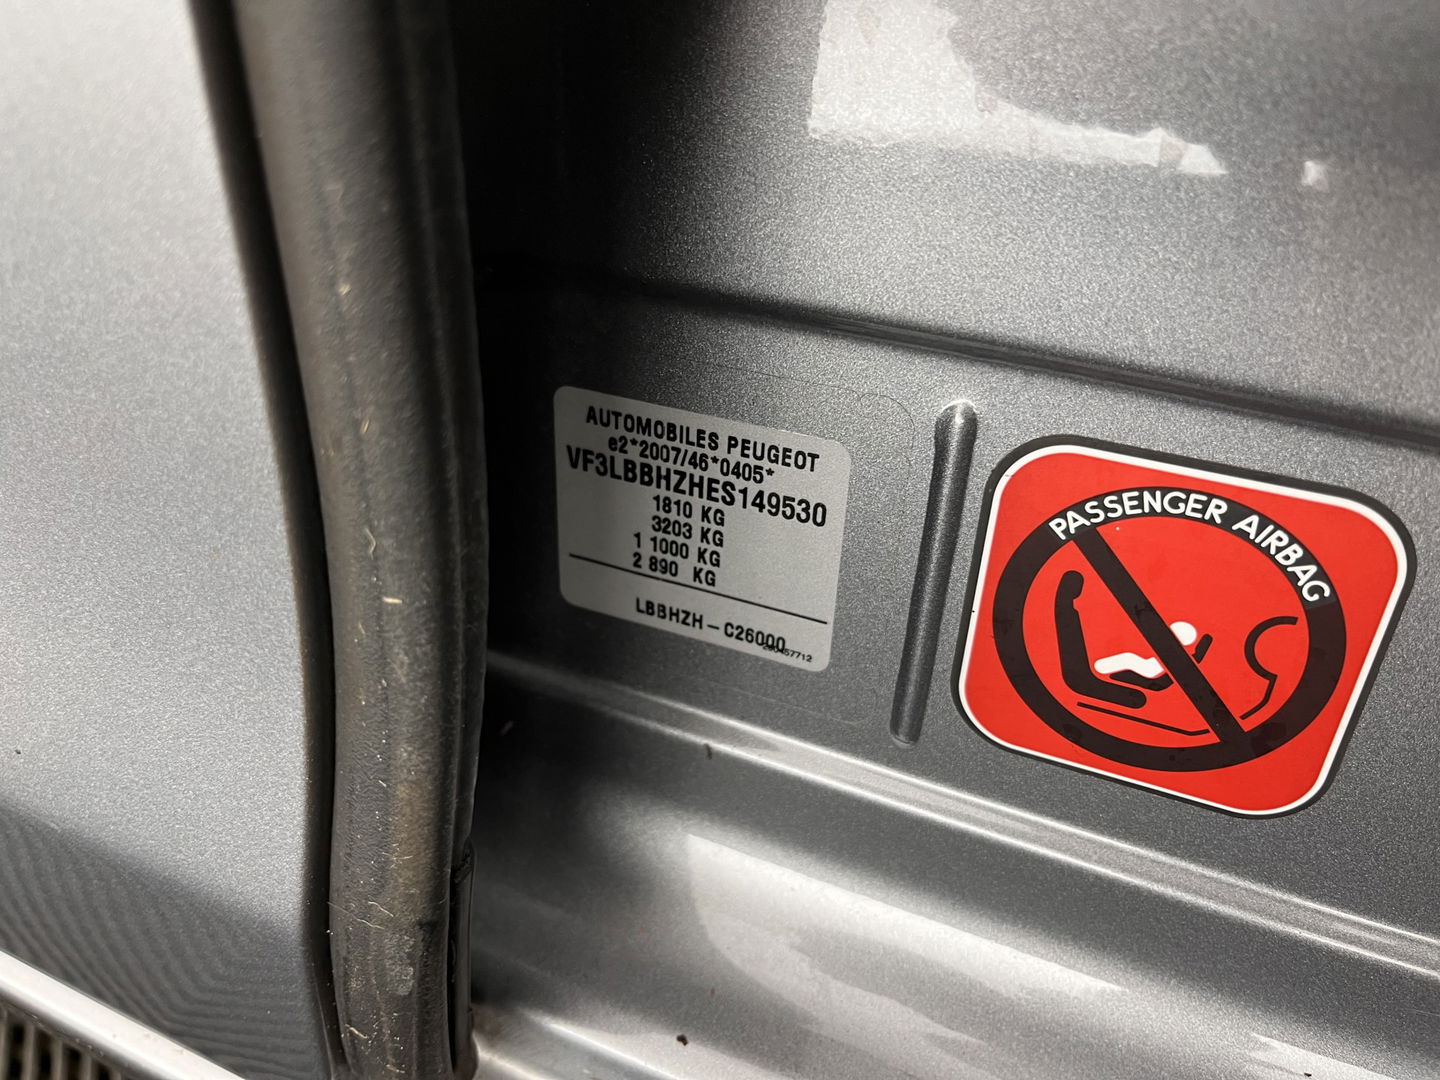 AUTOMOBILES PEUGEOT
e2*2007/46*0405*
VF3LBBHZHES149530
1810 KG
3203 KG
1 1000 KG
2 890 KG
LBBHZH – C26000
PASSENGER AIRBAG